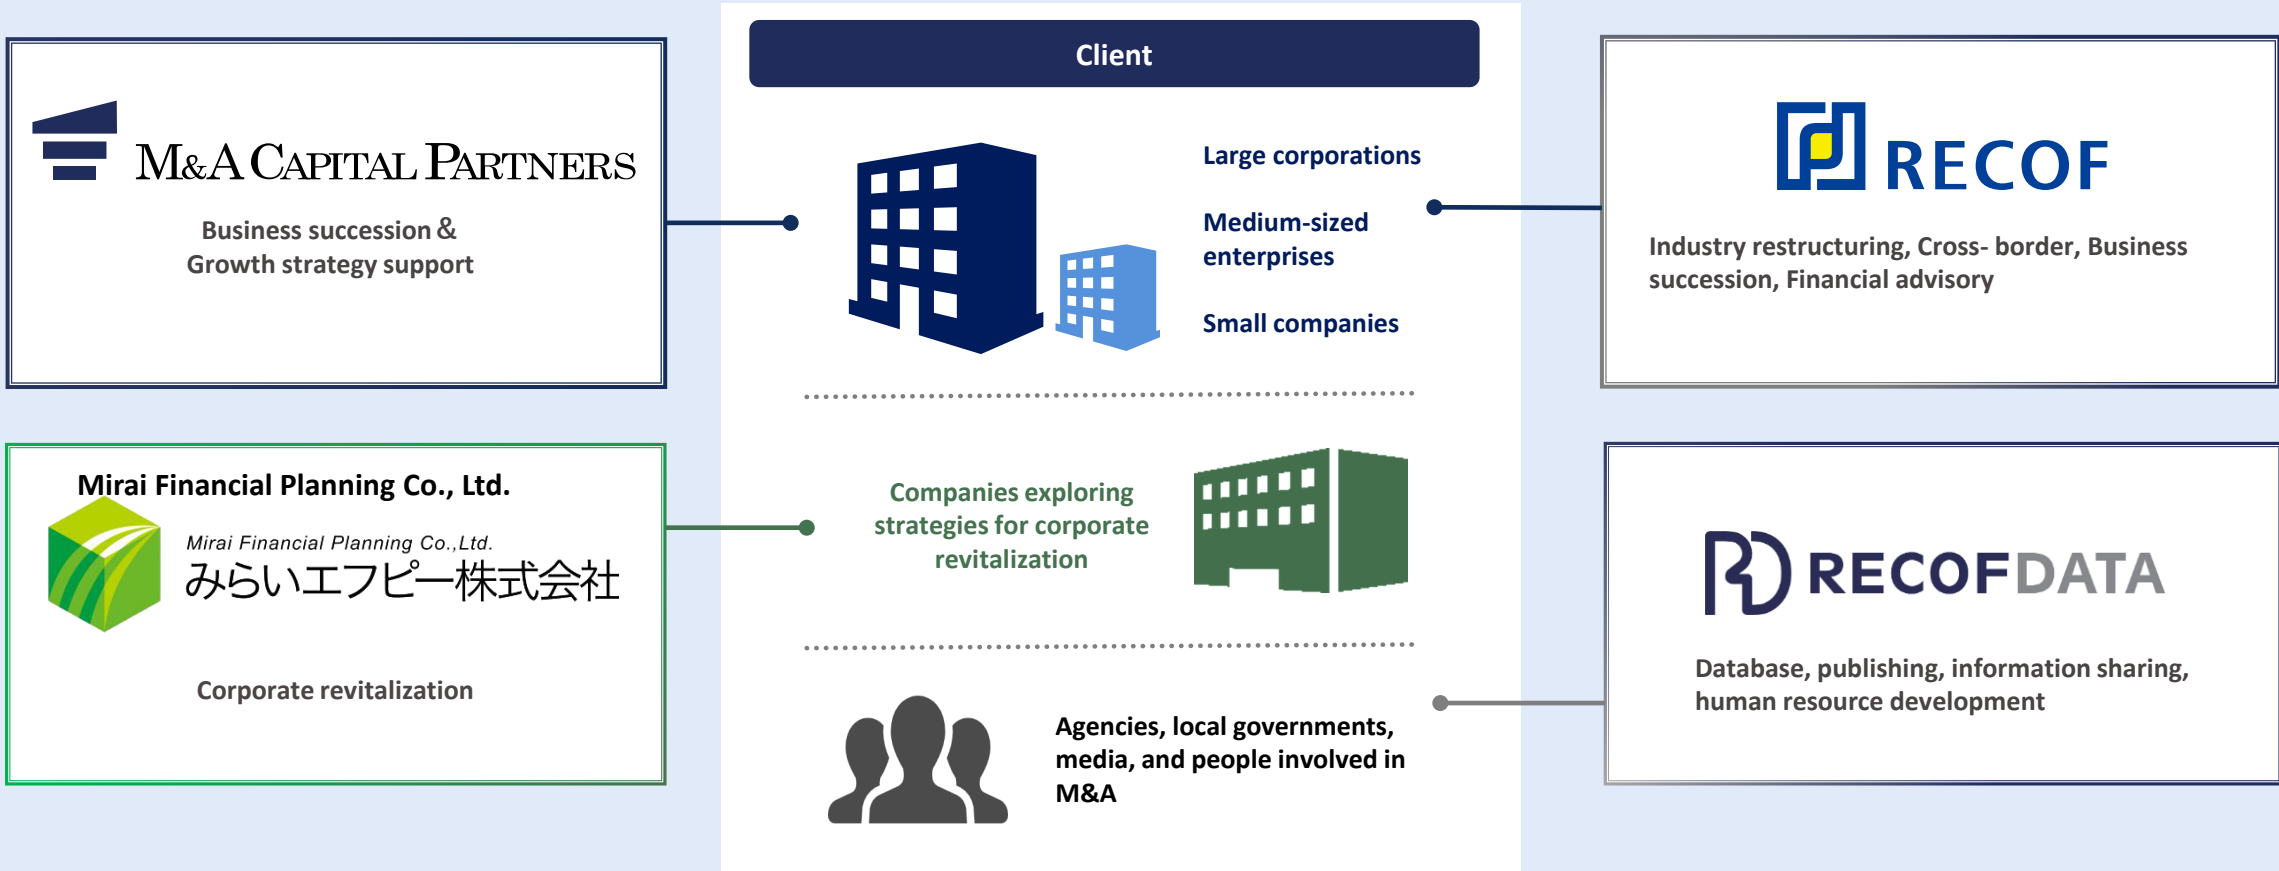 M&A CAPITAL PARTNERS
Business succession &
Growth strategy support
Mirai Financial Planning Co., Ltd.
Mirai Financial Planning Co.,Ltd.
みらいエフピー株式会社
Corporate revitalization
Client
Large corporations
Medium-sized
enterprises
Small companies
Companies exploring
strategies for corporate
revitalization
Agencies, local governments,
media, and people involved in
M&A
RECOF
Industry restructuring, Cross- border, Business
succession, Financial advisory
RECOFDATA
Database, publishing, information sharing,
human resource development